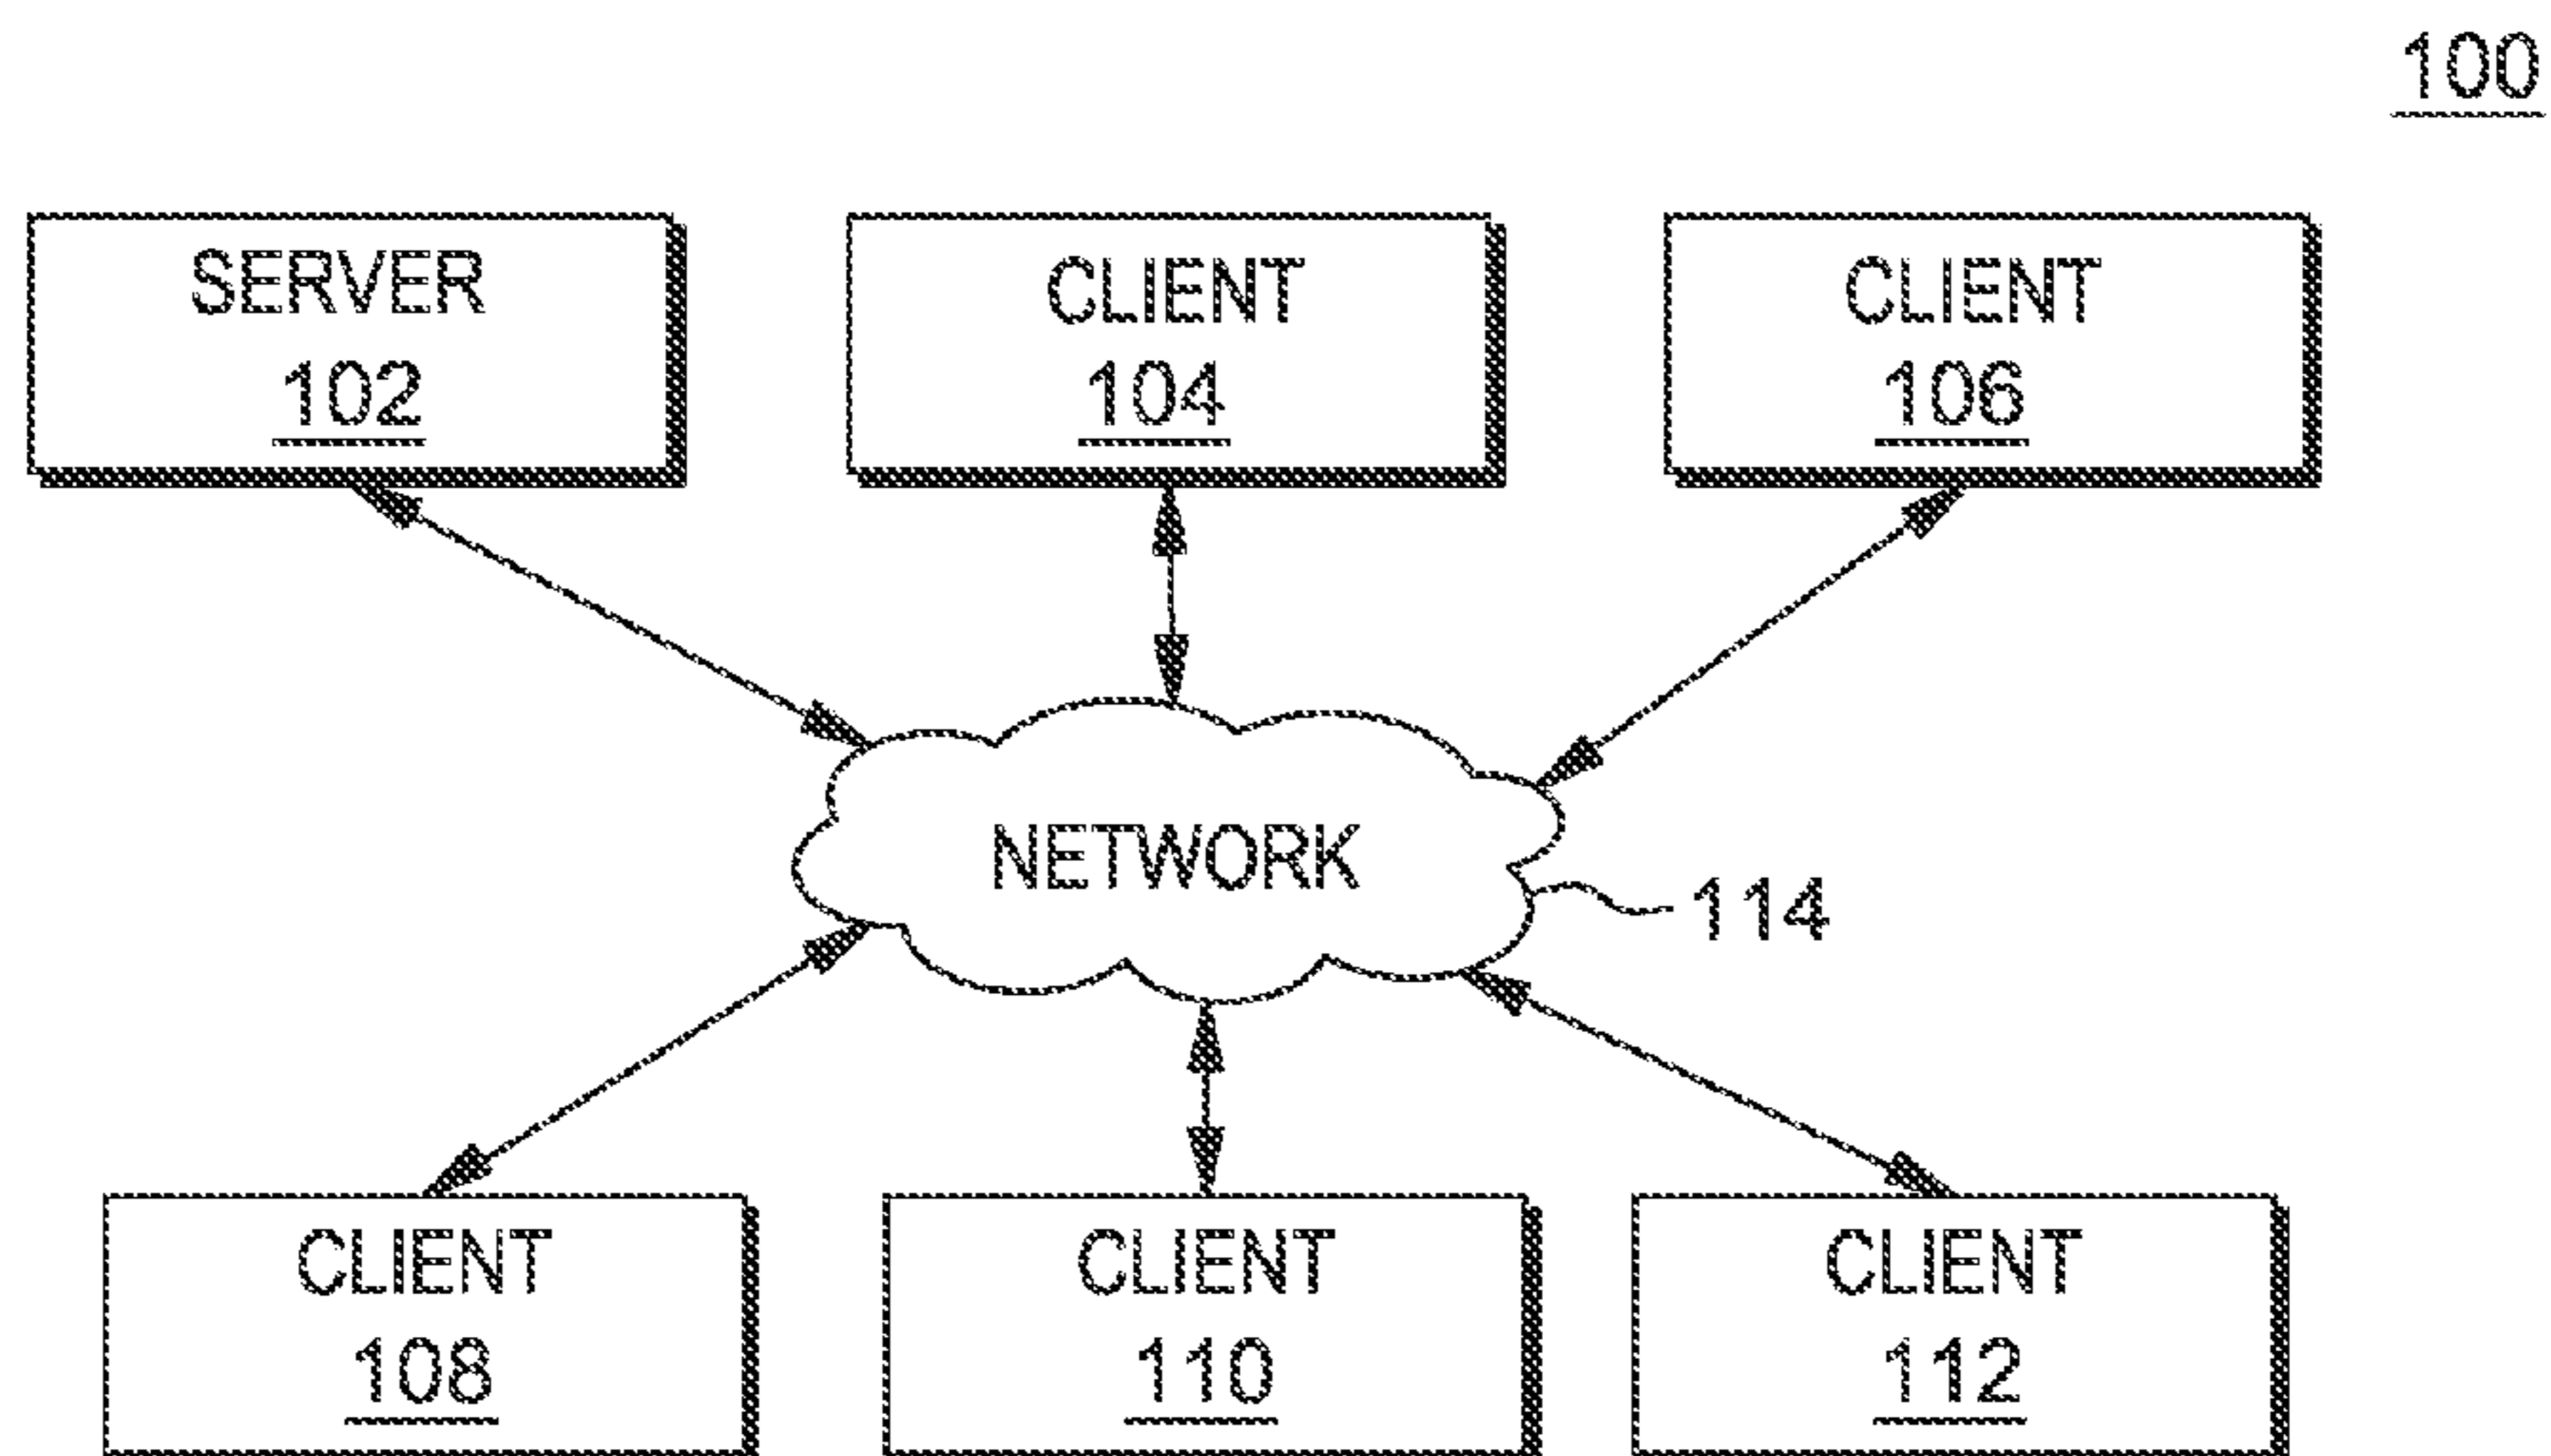 100
SERVER
102
CLIENT
104
CLIENT
106
NETWORK
114
CLIENT
108
CLIENT
110
CLIENT
112